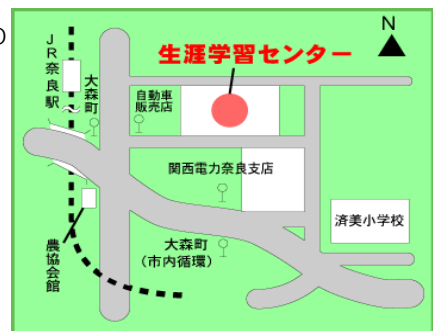 N
生涯学習センター
JR奈良駅
大森町
自動車
販売店
関西電力奈良支店
済美小学校
農協会館
大森町
(市内循環)